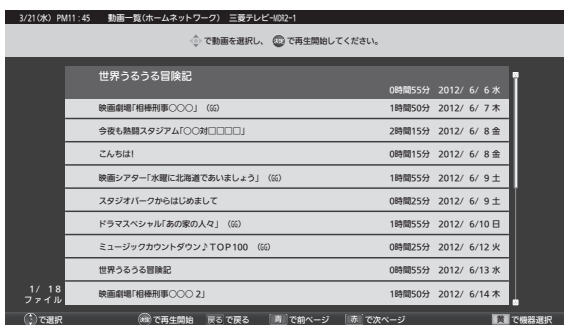 3/21(水) PM11:45 動画一覧(ホームネットワーク) 三菱テレビ-MDR2-1
で動画を選択し、 決定 で再生開始してください。
世界うるうる冒険記
0時間55分 2012/ 6/ 6 水
映画劇場「相棒刑事〇〇〇」 (GG) 1時間50分 2012/ 6/ 7 木
今夜も熱闘スタジアム「〇〇対□□□□」 2時間15分 2012/ 6/ 8 金
こんちは! 0時間15分 2012/ 6/ 8 金
映画シアター「水曜に北海道であいましょう」 (GG) 1時間55分 2012/ 6/ 9 土
スタジオパークからはじめまして 0時間25分 2012/ 6/ 9 土
ドラマスペシャル「あの家の人々」 (GG) 1時間55分 2012/ 6/10 日
ミュージックカウントダウン♪TOP100 (GG) 0時間25分 2012/ 6/12 火
世界うるうる冒険記 0時間55分 2012/ 6/13 水
映画劇場「相棒刑事〇〇〇 2」 1時間50分 2012/ 6/14 木
1/ 18
ファイル
で選択 決定 で再生開始 戻る で戻る 青 で前ページ 赤 で次ページ 黄 で機器選択